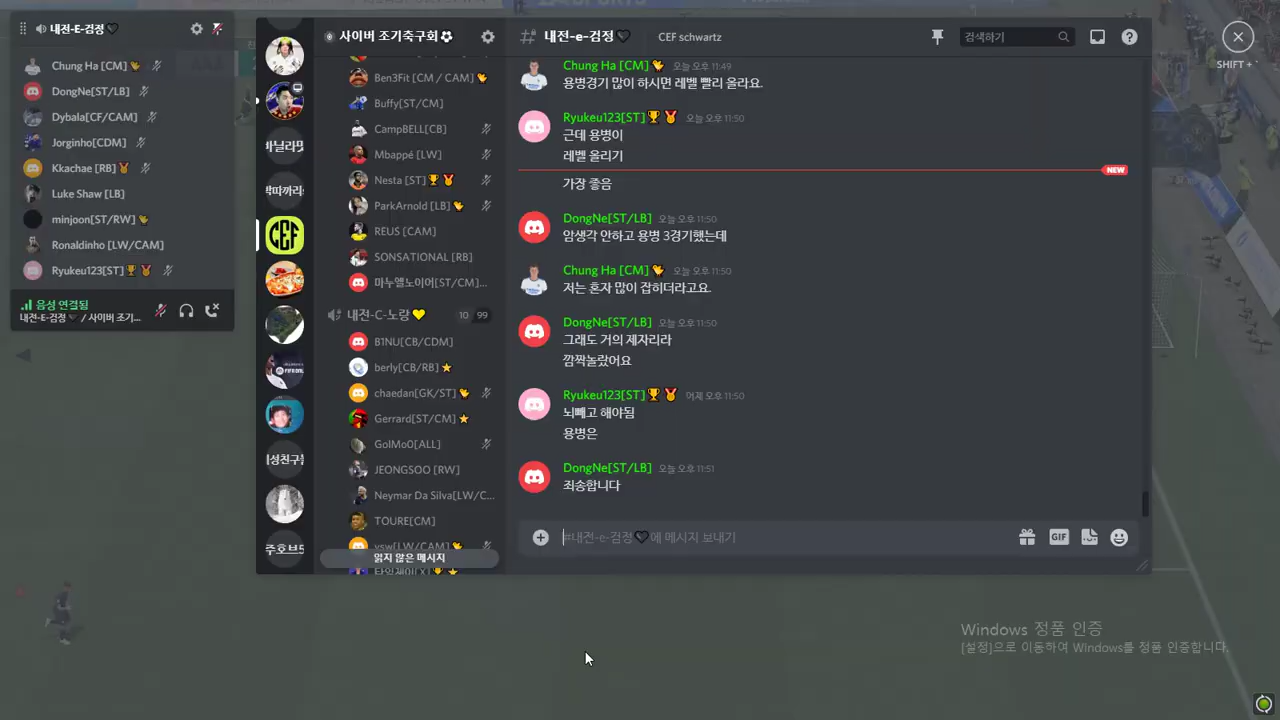 내전-E-검정🖤
Chung Ha [CM]
DongNe[ST/LB]
Dybala[CF/CAM]
Jorginho[CDM]
Kkachae [RB]🏅
Luke Shaw [LB]
minjoon[ST/RW]
Ronaldinho [LW/CAM]
Ryukeu123[ST]🏆🏅
음성 연결됨
내전-E-검정🖤 / 사이버 조기...
CEF
사이버 조기축구회⚽
Ben3Fit [CM / CAM]
Buffy[ST/CM]
CampBELL[CB]
Mbappé [LW]
Nesta [ST]🏆🏅
ParkArnold [LB]
REUS [CAM]
SONSATIONAL [RB]
마누엘노이어[ST/CM]...
내전-C-노랑💛 10 99
B1NU[CB/CDM]
berly[CB/RB]⭐
chaedan[GK/ST]
Gerrard[ST/CM]⭐
GolMo0[ALL]
JEONGSOO [RW]
Neymar Da Silva[LW/C...
TOURE[CM]
ysw[LW/CAM]
읽지 않은 메시지
내전-e-검정🖤 CEF schwartz
검색하기
SHIFT +
Chung Ha [CM] 오늘 오후 11:49
용병경기 많이 하시면 레벨 빨리 올라요.
Ryukeu123[ST]🏆🏅 오늘 오후 11:50
근데 용병이
레벨 올리기
NEW
가장 좋음
DongNe[ST/LB] 오늘 오후 11:50
암생각 안하고 용병 3경기했는데
Chung Ha [CM] 오늘 오후 11:50
저는 혼자 많이 잡히더라고요.
DongNe[ST/LB] 오늘 오후 11:50
그래도 거의 제자리라
깜짝놀랐어요
Ryukeu123[ST]🏆🏅 어제 오후 11:50
뇌빼고 해야됨
용병은
DongNe[ST/LB] 오늘 오후 11:51
죄송합니다
#내전-e-검정🖤에 메시지 보내기
GIF
Windows 정품 인증
[설정]으로 이동하여 Windows를 정품 인증합니다.